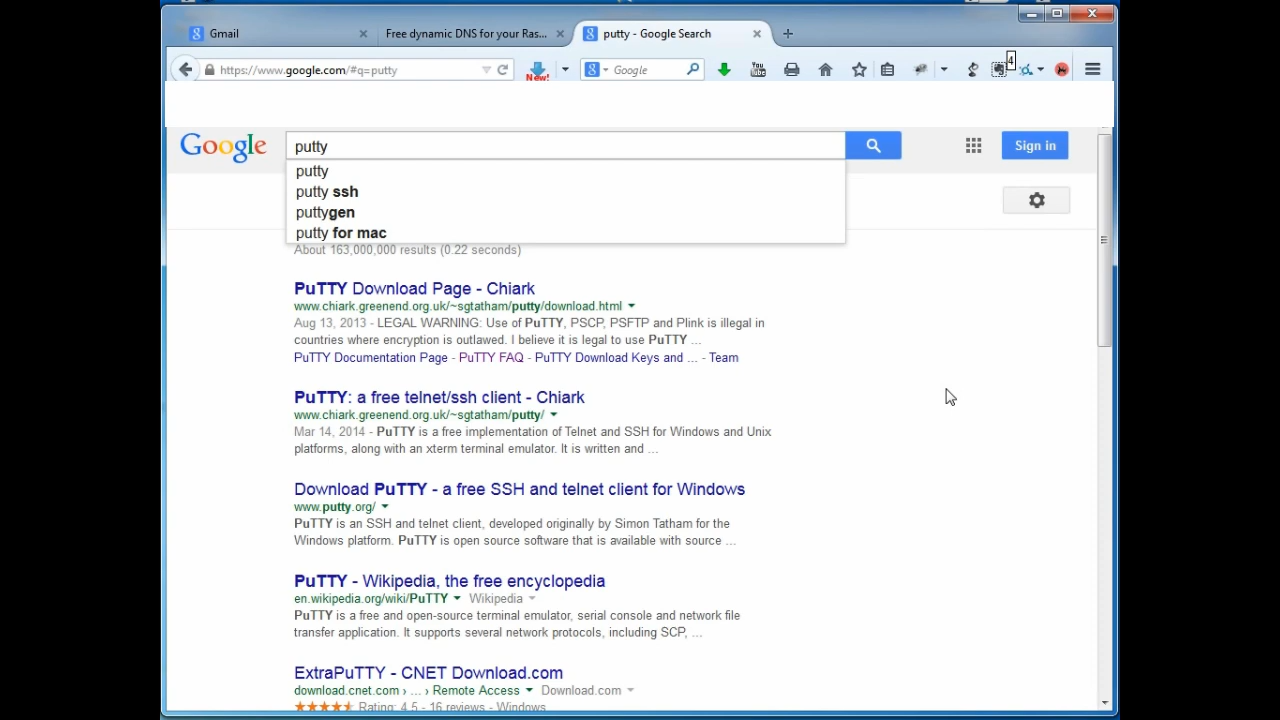 Gmail
Free dynamic DNS for your Ras...
putty - Google Search
https://www.google.com/#q=putty
New!
Google
You
4
Google
putty
Sign in
putty
putty ssh
puttygen
putty for mac
About 163,000,000 results (0.22 seconds)
PuTTY Download Page - Chiark
www.chiark.greenend.org.uk/~sgtatham/putty/download.html
Aug 13, 2013 - LEGAL WARNING: Use of PuTTY, PSCP, PSFTP and Plink is illegal in
countries where encryption is outlawed. I believe it is legal to use PuTTY ...
PuTTY Documentation Page - PuTTY FAQ - PuTTY Download Keys and ... - Team
PuTTY: a free telnet/ssh client - Chiark
www.chiark.greenend.org.uk/~sgtatham/putty/
Mar 14, 2014 - PuTTY is a free implementation of Telnet and SSH for Windows and Unix
platforms, along with an xterm terminal emulator. It is written and ...
Download PuTTY - a free SSH and telnet client for Windows
www.putty.org/
PuTTY is an SSH and telnet client, developed originally by Simon Tatham for the
Windows platform. PuTTY is open source software that is available with source ...
PuTTY - Wikipedia, the free encyclopedia
en.wikipedia.org/wiki/PuTTY Wikipedia
PuTTY is a free and open-source terminal emulator, serial console and network file
transfer application. It supports several network protocols, including SCP, ...
ExtraPuTTY - CNET Download.com
download.cnet.com › ... › Remote Access Download.com
Rating: 4.5 - 16 reviews - Windows